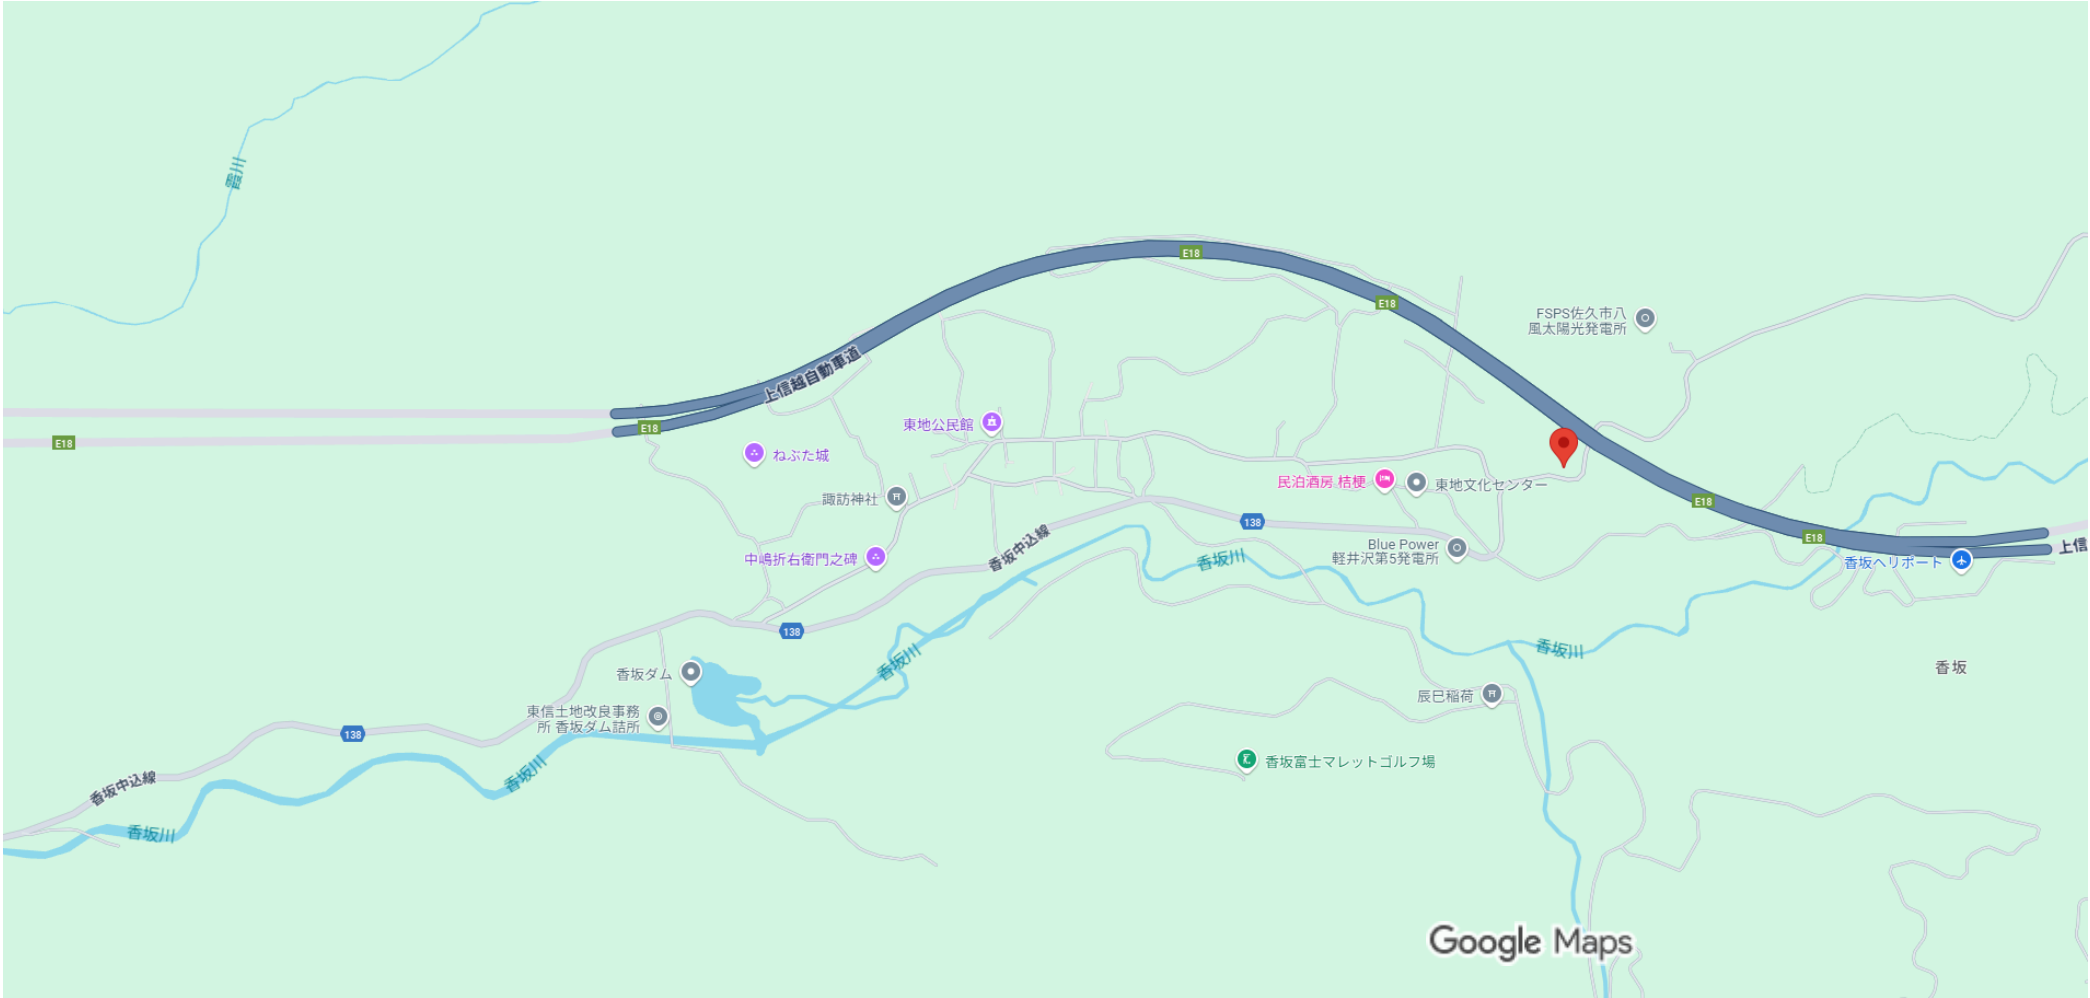 霞川
E18
E18
FSPS佐久市八
風太陽光発電所
上信越自動車道
東地公民館
E18
E18
ねぶた城
民泊酒房 桔梗
東地文化センター
諏訪神社
E18
138
香坂中込線
E18
上信
Blue Power
軽井沢第5発電所
香坂川
中嶋折右衛門之碑
香坂ヘリポート
138
香坂川
香坂川
香坂
香坂ダム
辰巳稲荷
東信土地改良事務
所 香坂ダム詰所
138
香坂富士マレットゴルフ場
香坂川
香坂中込線
香坂川
Google Maps